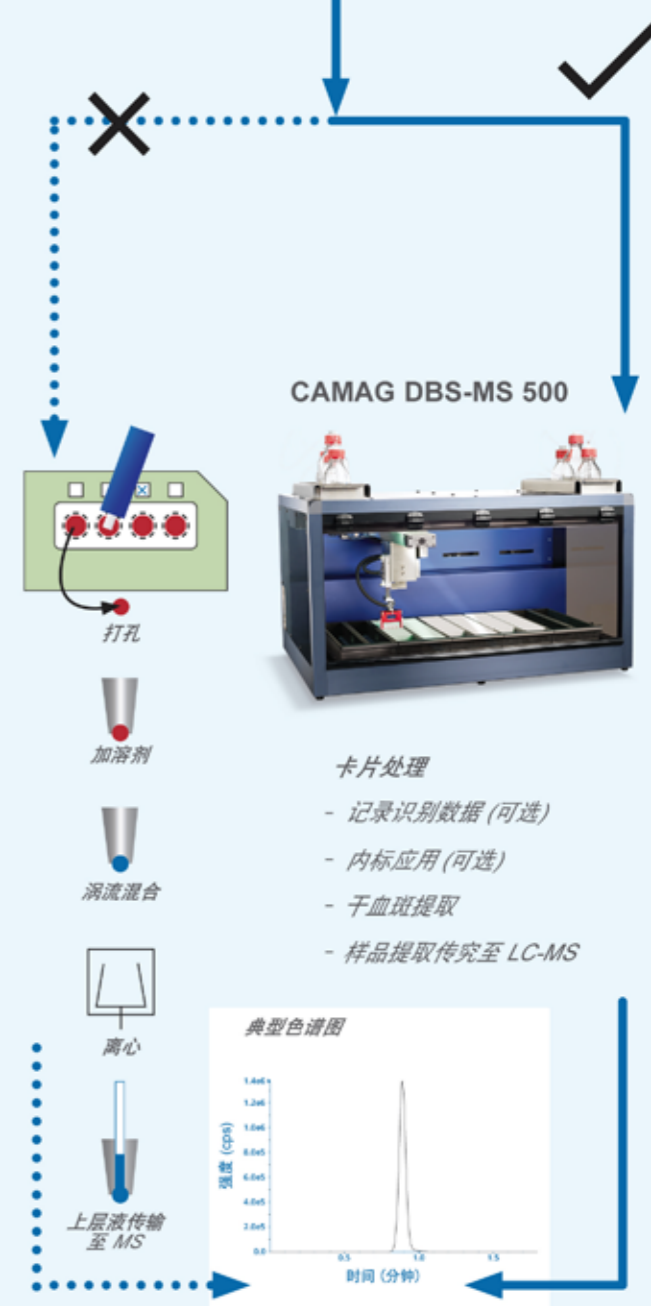 CAMAG DBS-MS 500
打孔
加溶剂
涡流混合
离心
上层液传输
至 MS
卡片处理
- 记录识别数据 (可选)
- 内标应用 (可选)
- 干血斑提取
- 样品提取传究至 LC-MS
典型色谱图
强度 (cps)
1.4e6
1.2e6
1.0e6
8.0e5
6.0e5
4.0e5
2.0e5
0.0
0.5
1.0
1.5
时间 (分钟)